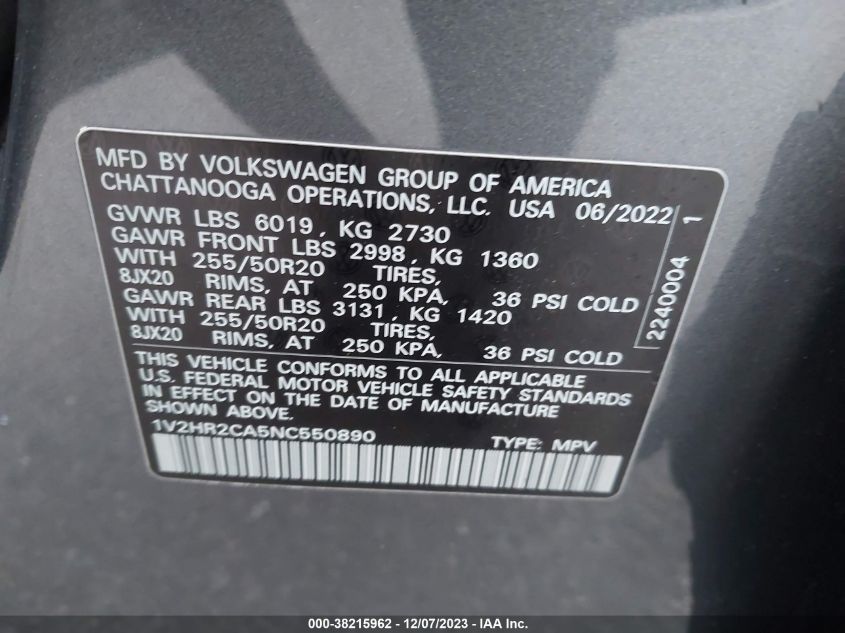 MFD BY VOLKSWAGEN GROUP OF AMERICA
CHATTANOOGA OPERATIONS, LLC. USA 06/2022
GVWR LBS 6019, KG 2730
GAWR FRONT LBS 2998, KG 1360
WITH 255/50R20 TIRES,
8JX20 RIMS, AT 250 KPA, 36 PSI COLD
GAWR REAR LBS 3131, KG 1420
WITH 255/50R20 TIRES,
8JX20 RIMS, AT 250 KPA, 36 PSI COLD
THIS VEHICLE CONFORMS TO ALL APPLICABLE
U.S. FEDERAL MOTOR VEHICLE SAFETY STANDARDS
IN EFFECT ON THE DATE OF MANUFACTURE
SHOWN ABOVE.
1V2HR2CA5NC550890 TYPE: MPV
2240004 1
000-38215962 - 12/07/2023 - IAA Inc.